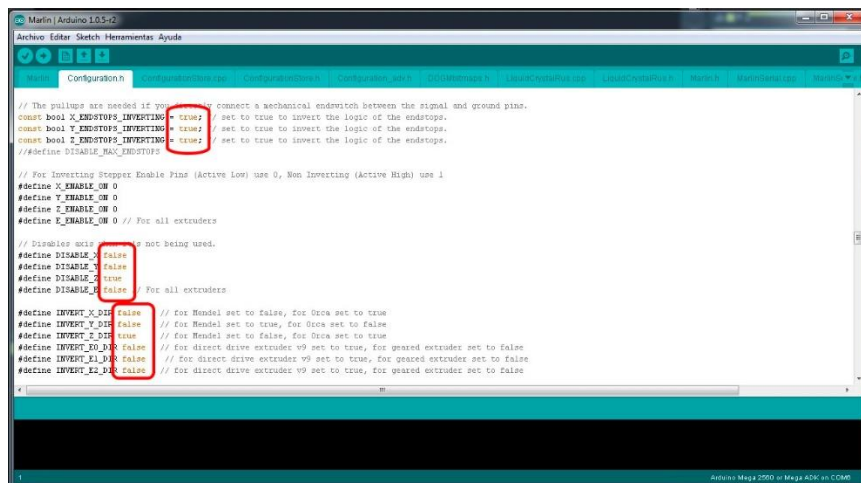 Marlin | Arduino 1.0.5-r2
Archivo Editar Sketch Herramientas Ayuda
Marlin Configuration.h ConfigurationStore.cpp ConfigurationStore.h Configuration_adv.h DOGMbitmaps.h LiquidCrystalRus.cpp LiquidCrystalRus.h Marlin.h MarlinSerial.cpp
// The pullups are needed if you directly connect a mechanical endswitch between the signal and ground pins.
const bool X_ENDSTOPS_INVERTING = true; // set to true to invert the logic of the endstops.
const bool Y_ENDSTOPS_INVERTING = true; // set to true to invert the logic of the endstops.
const bool Z_ENDSTOPS_INVERTING = true; // set to true to invert the logic of the endstops.
//#define DISABLE_MAX_ENDSTOPS
// For Inverting Stepper Enable Pins (Active Low) use 0, Non Inverting (Active High) use 1
#define X_ENABLE_ON 0
#define Y_ENABLE_ON 0
#define Z_ENABLE_ON 0
#define E_ENABLE_ON 0 // For all extruders
// Disables axis when it's not being used.
#define DISABLE_X false
#define DISABLE_Y false
#define DISABLE_Z true
#define DISABLE_E false // For all extruders
#define INVERT_X_DIR false // for Mendel set to false, for Orca set to true
#define INVERT_Y_DIR false // for Mendel set to true, for Orca set to false
#define INVERT_Z_DIR true // for Mendel set to false, for Orca set to true
#define INVERT_E0_DIR false // for direct drive extruder v9 set to true, for geared extruder set to false
#define INVERT_E1_DIR false // for direct drive extruder v9 set to true, for geared extruder set to false
#define INVERT_E2_DIR false // for direct drive extruder v9 set to true, for geared extruder set to false
1 Arduino Mega 2560 or Mega ADK on COM6